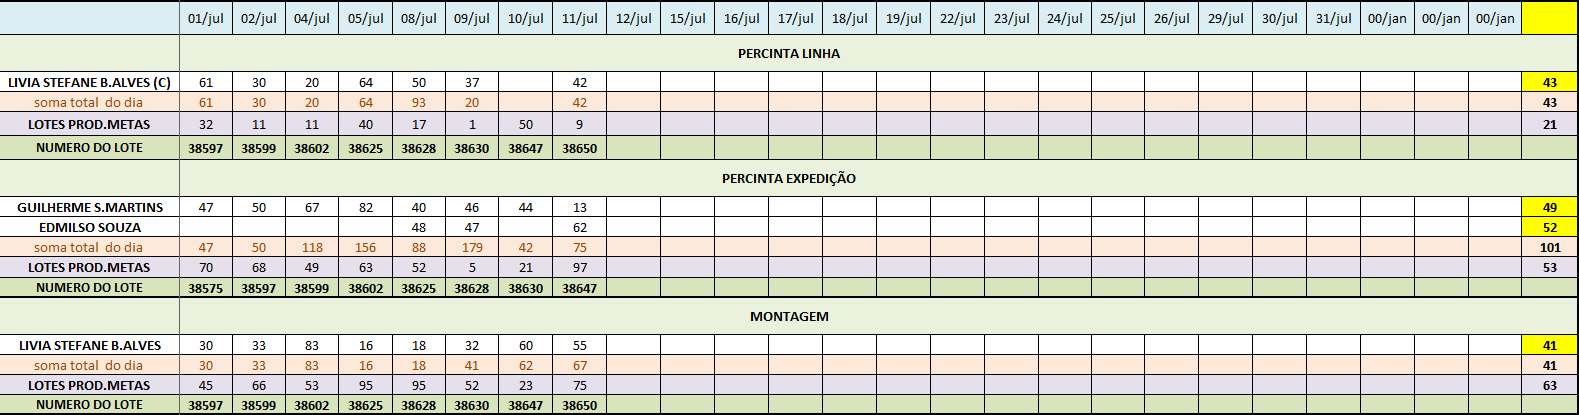 01/jul 02/jul 04/jul 05/jul 08/jul 09/jul 10/jul 11/jul 12/jul 15/jul 16/jul 17/jul 18/jul 19/jul 22/jul 23/jul 24/jul 25/jul 26/jul 29/jul 30/jul 31/jul 00/jan 00/jan 00/jan
PERCINTA LINHA
LIVIA STEFANE B.ALVES (C) 61 30 20 64 50 37 42 43
soma total do dia 61 30 20 64 93 20 42 43
LOTES PROD.METAS 32 11 11 40 17 1 50 9 21
NUMERO DO LOTE 38597 38599 38602 38625 38628 38630 38647 38650
PERCINTA EXPEDIÇÃO
GUILHERME S.MARTINS 47 50 67 82 40 46 44 13 49
EDMILSO SOUZA 48 47 62 52
soma total do dia 47 50 118 156 88 179 42 75 101
LOTES PROD.METAS 70 68 49 63 52 5 21 97 53
NUMERO DO LOTE 38575 38597 38599 38602 38625 38628 38630 38647
MONTAGEM
LIVIA STEFANE B.ALVES 30 33 83 16 18 32 60 55 41
soma total do dia 30 33 83 16 18 41 62 67 41
LOTES PROD.METAS 45 66 53 95 95 52 23 75 63
NUMERO DO LOTE 38597 38599 38602 38625 38628 38630 38647 38650